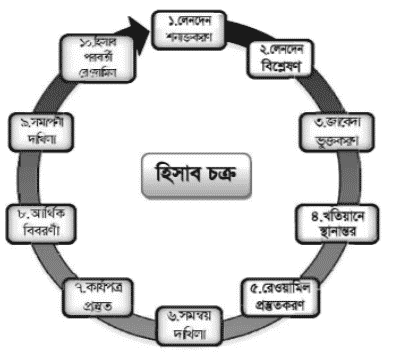 ১.লেনদেন
শনাক্তকরণ
২.লেনদেন
বিশ্লেষণ
৩.জাবেদা
ভুক্তকরণ
৪.খতিয়ানে
স্থানান্তর
৫.রেওয়ামিল
প্রস্তুতকরণ
৬.সমন্বয়
দাখিলা
৭.কার্যপত্র
প্রস্তুত
৮.আর্থিক
বিবরণী
৯.সমাপনী
দাখিলা
১০.হিসাব
পরবর্তী
রেওয়ামিল
হিসাব চক্র